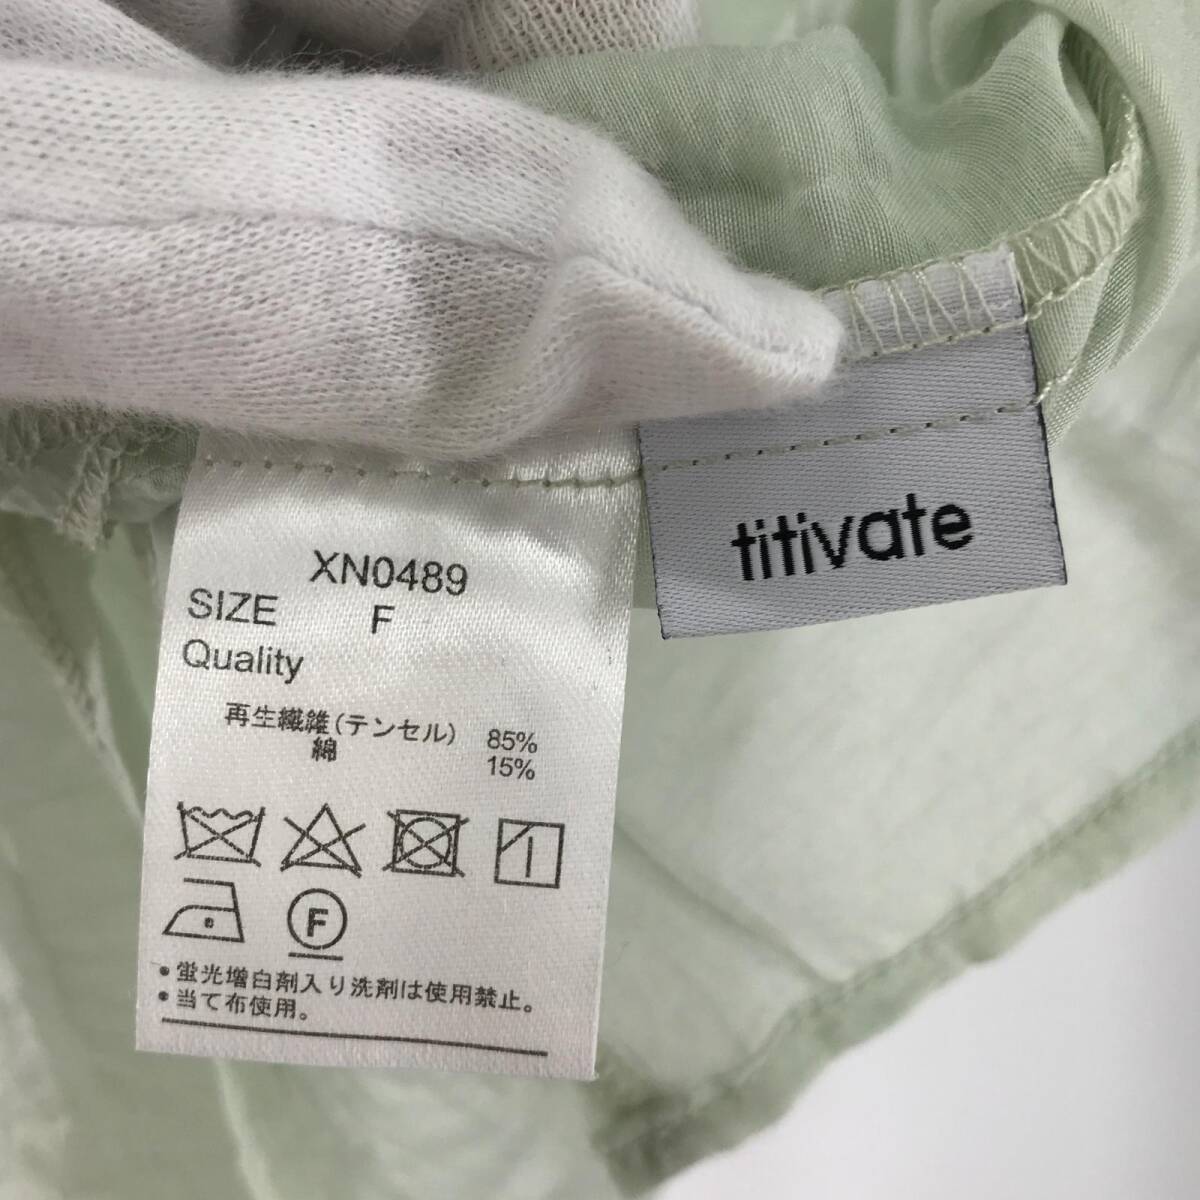 titivate
XN0489
SIZE F
Quality
再生繊維(テンセル) 85%
綿 15%
F
•蛍光増白剤入り洗剤は使用禁止。
•当て布使用。